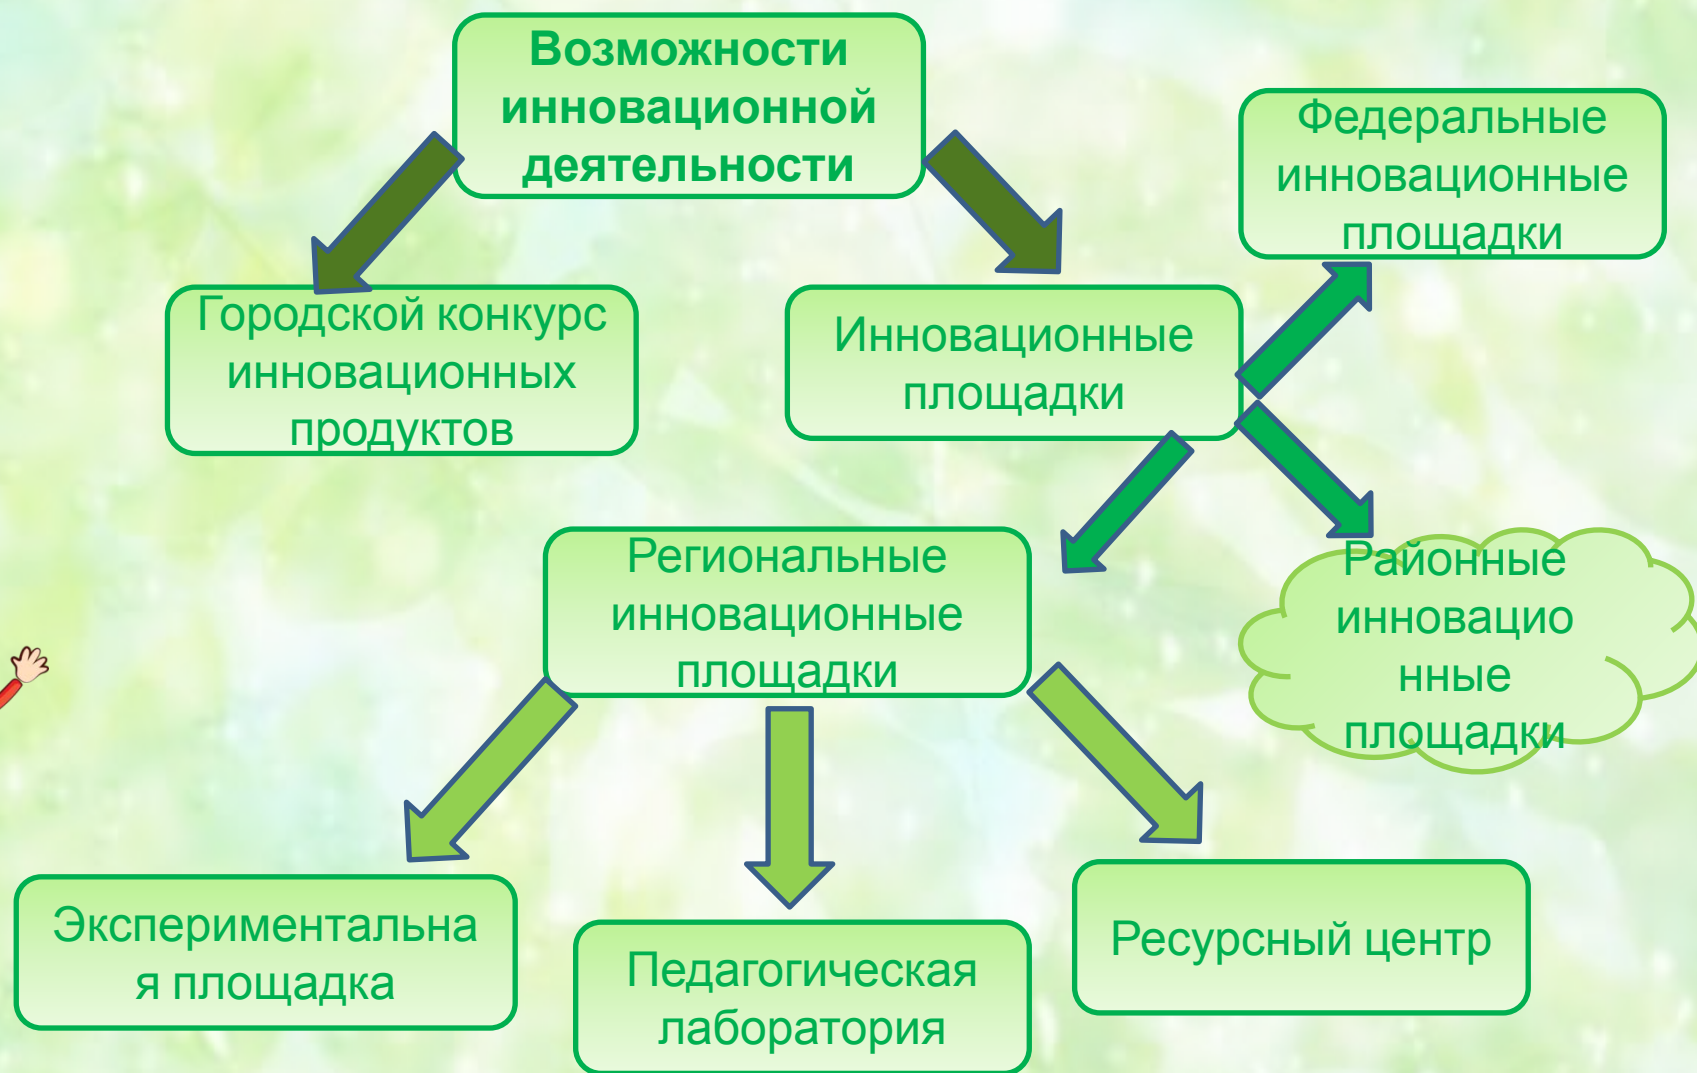 Возможности
инновационной
деятельности
Федеральные
инновационные
площадки
Городской конкурс
инновационных
продуктов
Инновационные
площадки
Региональные
инновационные
площадки
Районные
инновацио
нные
площадки
Экспериментальна
я площадка
Педагогическая
лаборатория
Ресурсный центр